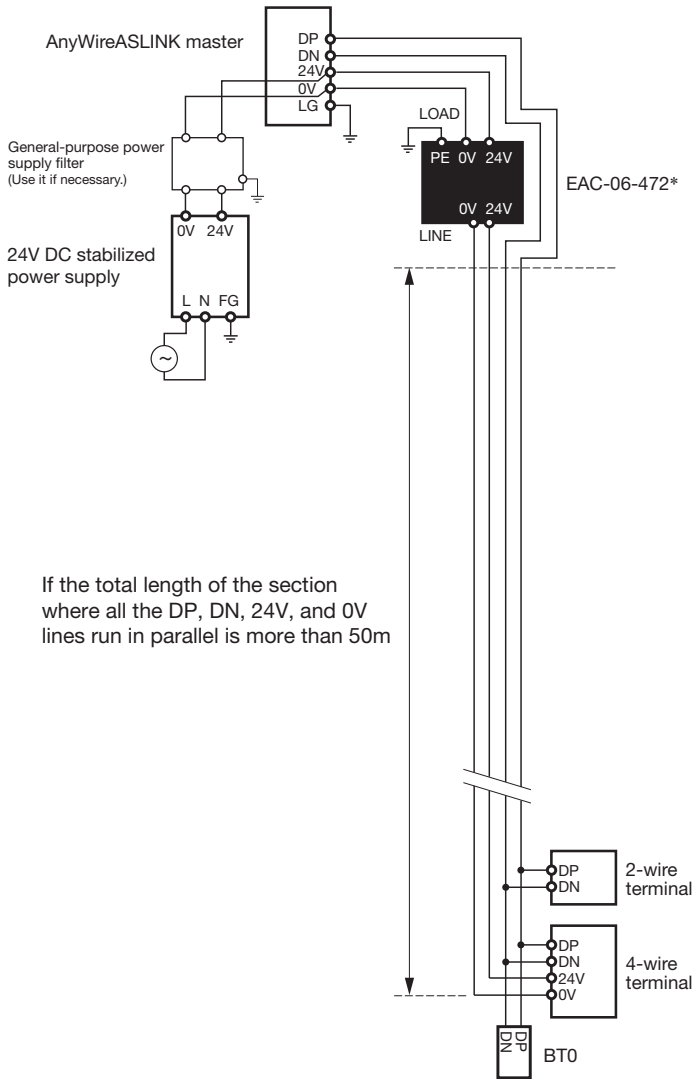 AnyWireASLINK master
DP
DN
24V
0V
LG
LOAD
PE 0V 24V
0V 24V
LINE
EAC-06-472*
General-purpose power
supply filter
(Use it if necessary.)
0V 24V
24V DC stabilized
power supply
L N FG
~
If the total length of the section
where all the DP, DN, 24V, and 0V
lines run in parallel is more than 50m
DP
DN
2-wire
terminal
DP
DN
24V
0V
4-wire
terminal
DN
DP
BT0